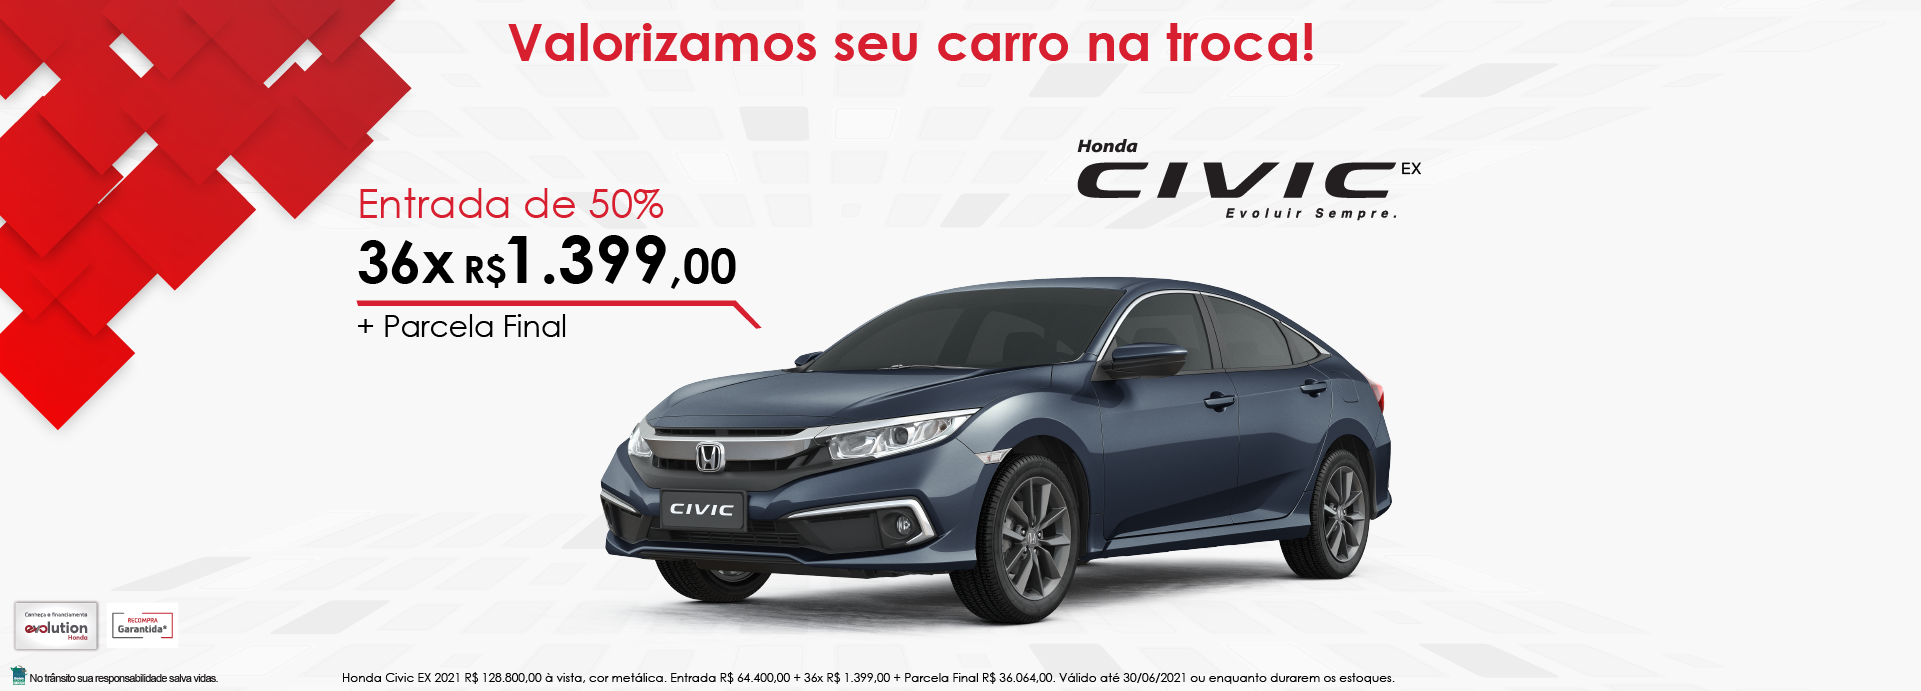 Valorizamos seu carro na troca!
Honda
CIVIC EX
Evoluir Sempre.
Entrada de 50%
36x R$1.399,00
+ Parcela Final
CIVIC
Conheça o financiamento
evolution
Honda
RECOMPRA
Garantida*
No trânsito sua responsabilidade salva vidas.
Honda Civic EX 2021 R$ 128.800,00 à vista, cor metálica. Entrada R$ 64.400,00 + 36x R$ 1.399,00 + Parcela Final R$ 36.064,00. Válido até 30/06/2021 ou enquanto durarem os estoques.